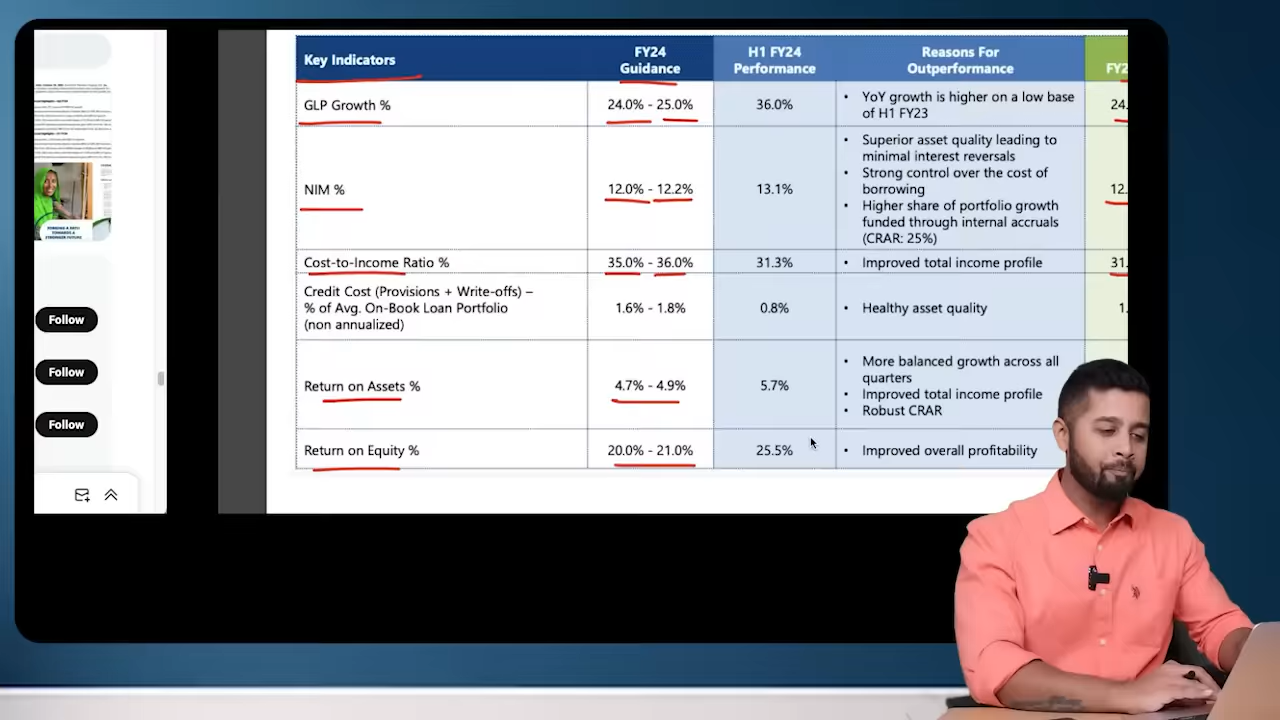 Key Indicators
FY24
Guidance
H1 FY24
Performance
Reasons For
Outperformance
GLP Growth %
24.0% - 25.0%
36.0%
• YoY growth is higher on a low base
of H1 FY23
24.
NIM %
12.0% - 12.2%
13.1%
• Superior asset quality leading to
minimal interest reversals
• Strong control over the cost of
borrowing
• Higher share of portfolio growth
funded through internal accruals
(CRAR: 25%)
12.
Cost-to-Income Ratio %
35.0% - 36.0%
31.3%
• Improved total income profile
31.
Credit Cost (Provisions + Write-offs) –
% of Avg. On-Book Loan Portfolio
(non annualized)
1.6% - 1.8%
0.8%
• Healthy asset quality
1.
Return on Assets %
4.7% - 4.9%
5.7%
• More balanced growth across all
quarters
• Improved total income profile
• Robust CRAR
Return on Equity %
20.0% - 21.0%
25.5%
• Improved overall profitability
Follow
Follow
Follow